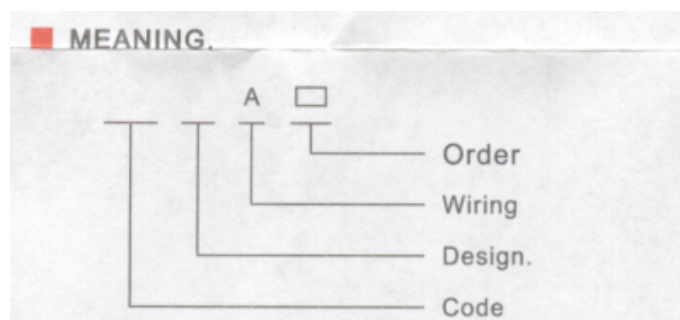 MEANING.
A
Order
Wiring
Design.
Code